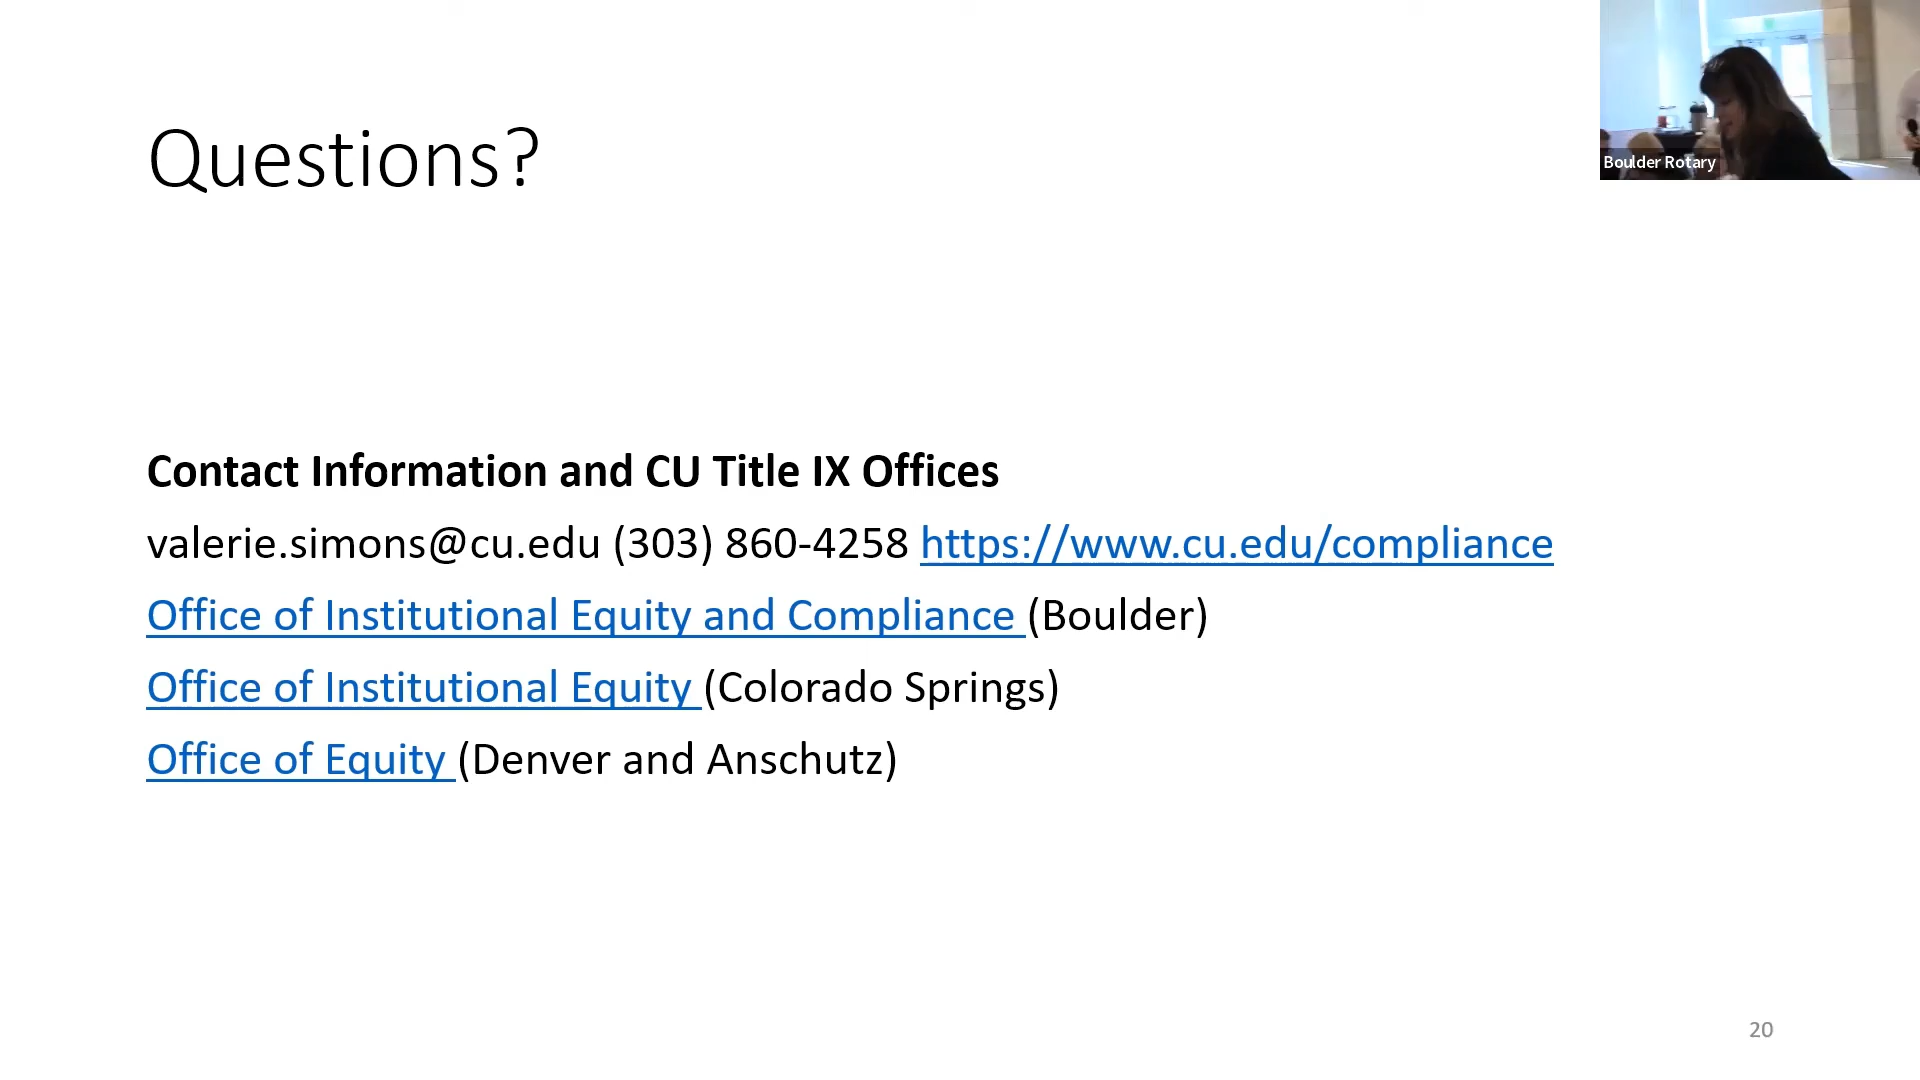 Questions?
Boulder Rotary
Contact Information and CU Title IX Offices
valerie.simons@cu.edu (303) 860-4258 https://www.cu.edu/compliance
Office of Institutional Equity and Compliance (Boulder)
Office of Institutional Equity (Colorado Springs)
Office of Equity (Denver and Anschutz)
20